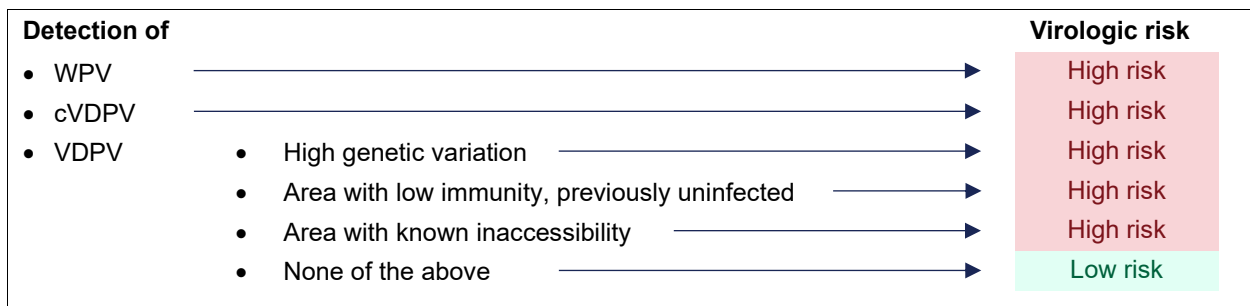 Detection of Virologic risk
• WPV High risk
• cVDPV High risk
• VDPV • High genetic variation High risk
• Area with low immunity, previously uninfected High risk
• Area with known inaccessibility High risk
• None of the above Low risk